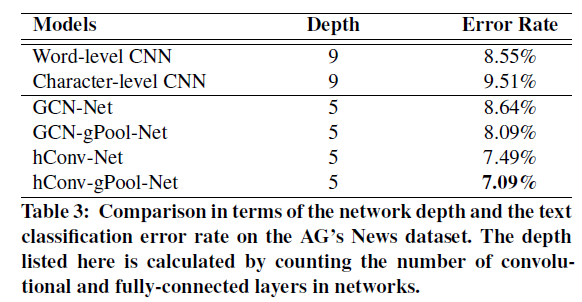 Models Depth Error Rate
Word-level CNN 9 8.55%
Character-level CNN 9 9.51%
GCN-Net 5 8.64%
GCN-gPool-Net 5 8.09%
hConv-Net 5 7.49%
hConv-gPool-Net 5 7.09%
Table 3: Comparison in terms of the network depth and the text
classification error rate on the AG's News dataset. The depth
listed here is calculated by counting the number of convolu-
tional and fully-connected layers in networks.